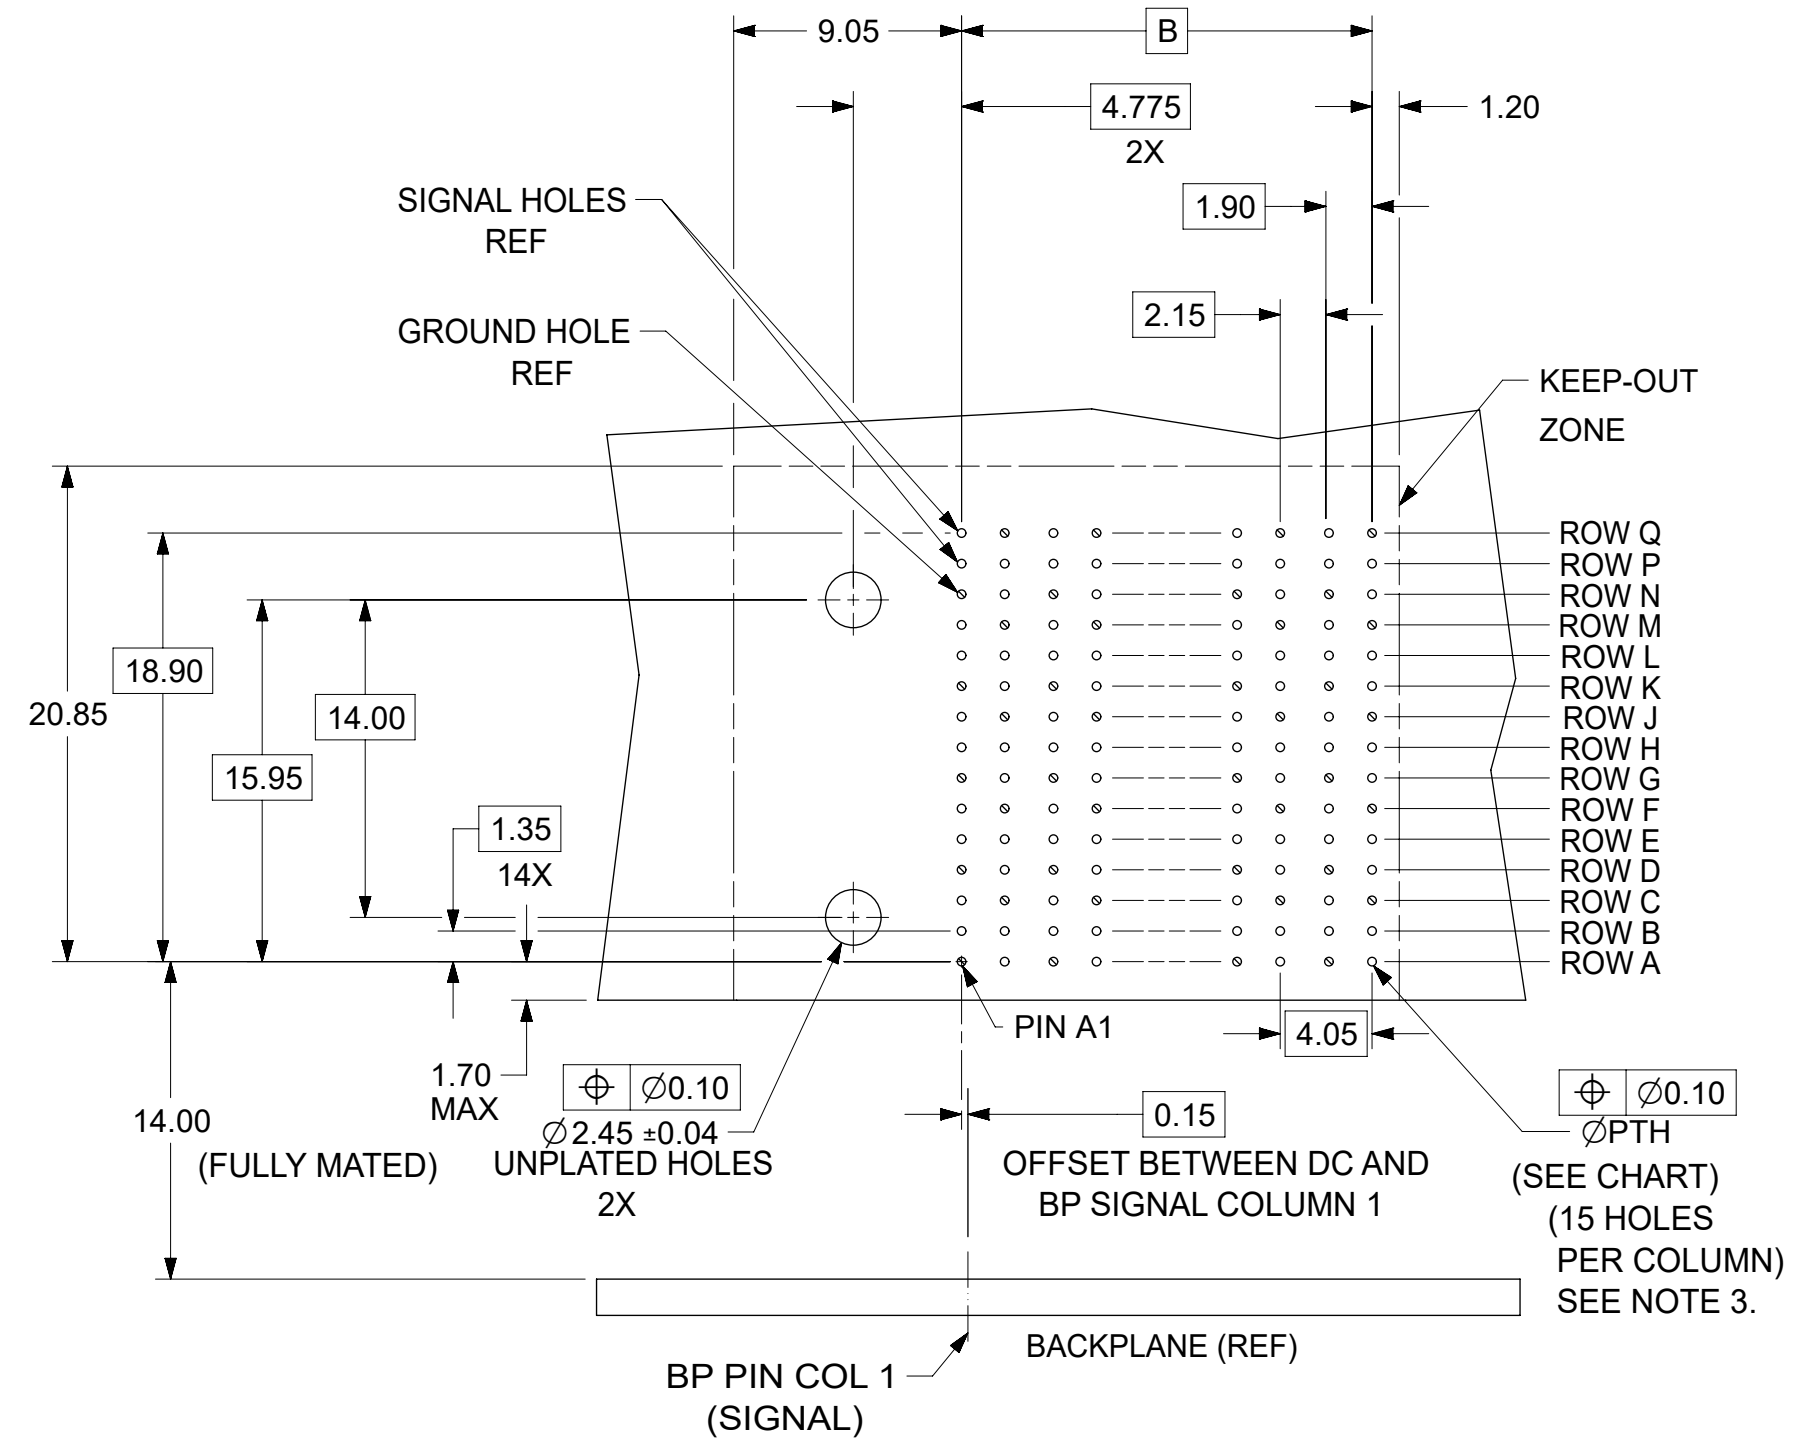 9.05
B
4.775
2X
1.20
1.90
SIGNAL HOLES
REF
2.15
GROUND HOLE
REF
KEEP-OUT
ZONE
ROW Q
ROW P
ROW N
ROW M
ROW L
ROW K
ROW J
ROW H
ROW G
ROW F
ROW E
ROW D
ROW C
ROW B
ROW A
20.85
18.90
15.95
14.00
1.35
14X
PIN A1
4.05
1.70
MAX
14.00
(FULLY MATED)
⌖ ∅0.10
∅2.45 ±0.04
UNPLATED HOLES
2X
0.15
OFFSET BETWEEN DC AND
BP SIGNAL COLUMN 1
⌖ ∅0.10
∅PTH
(SEE CHART)
(15 HOLES
PER COLUMN)
SEE NOTE 3.
BACKPLANE (REF)
BP PIN COL 1
(SIGNAL)